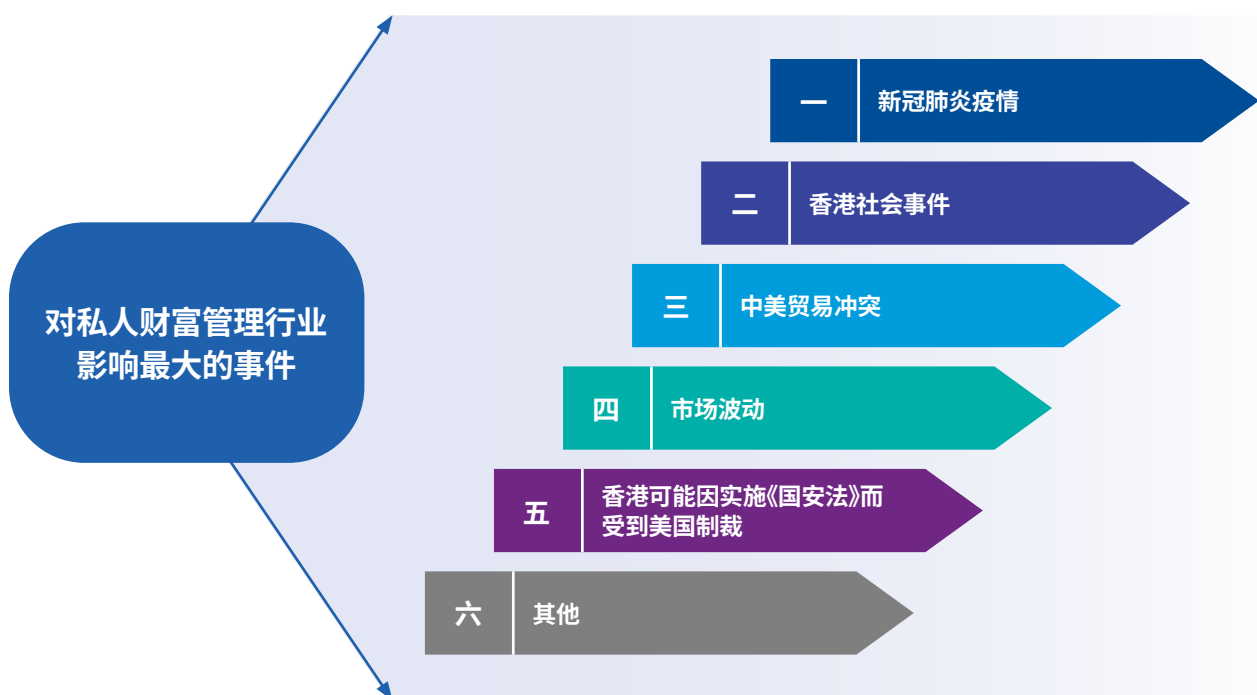 对私人财富管理行业
影响最大的事件
一
新冠肺炎疫情
二
香港社会事件
三
中美贸易冲突
四
市场波动
五
香港可能因实施《国安法》而
受到美国制裁
六
其他